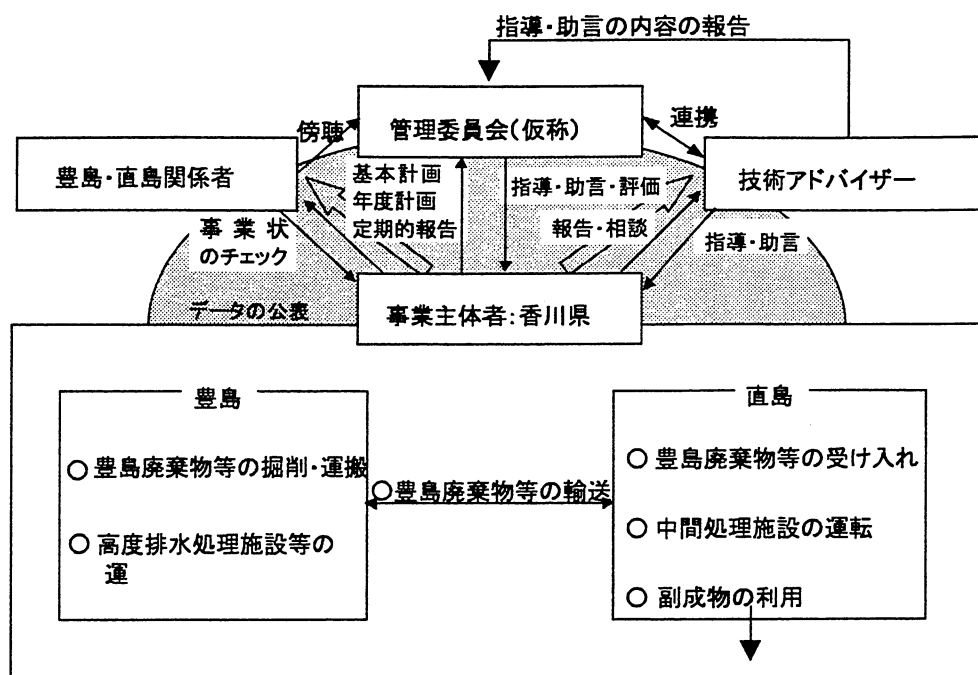 指導・助言の内容の報告
管理委員会(仮称)
傍聴
連携
豊島・直島関係者
技術アドバイザー
基本計画
年度計画
定期的報告
指導・助言・評価
報告・相談
事業状
のチェック
指導・助言
データの公表
事業主体者:香川県
豊島
○豊島廃棄物等の掘削・運搬
○高度排水処理施設等の
運
○豊島廃棄物等の輸送
直島
○豊島廃棄物等の受け入れ
○中間処理施設の運転
○副成物の利用